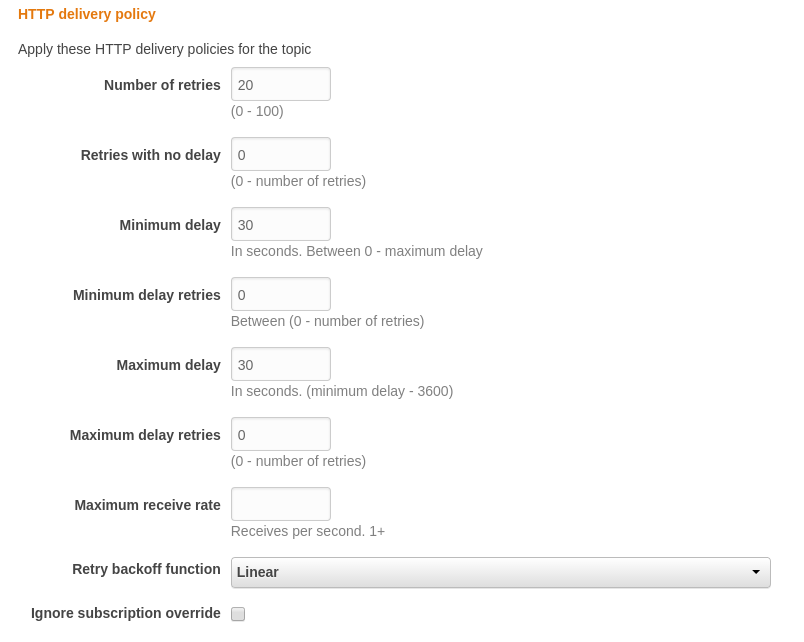 HTTP delivery policy
Apply these HTTP delivery policies for the topic
Number of retries 20
(0 - 100)
Retries with no delay 0
(0 - number of retries)
Minimum delay 30
In seconds. Between 0 - maximum delay
Minimum delay retries 0
Between (0 - number of retries)
Maximum delay 30
In seconds. (minimum delay - 3600)
Maximum delay retries 0
(0 - number of retries)
Maximum receive rate
Receives per second. 1+
Retry backoff function Linear
Ignore subscription override